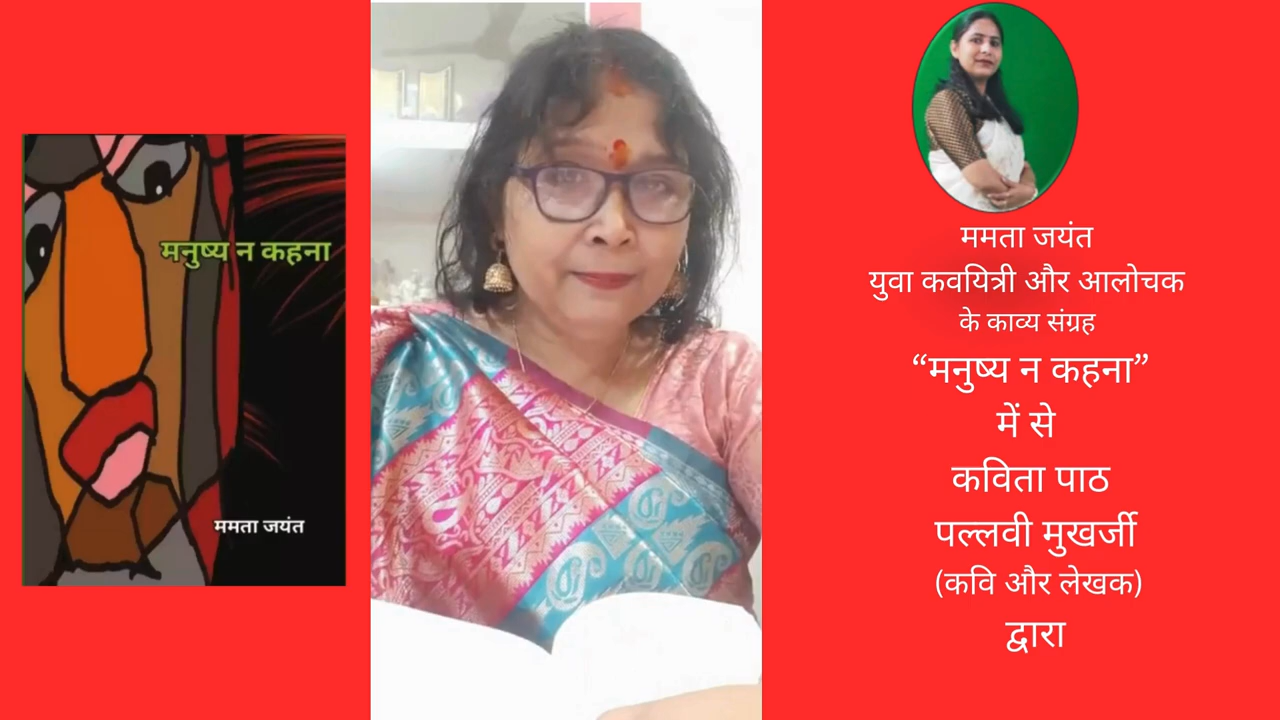 मनुष्य न कहना
ममता जयंत
ममता जयंत
युवा कवयित्री और आलोचक
के काव्य संग्रह
“मनुष्य न कहना”
में से
कविता पाठ
पल्लवी मुखर्जी
(कवि और लेखक)
द्वारा